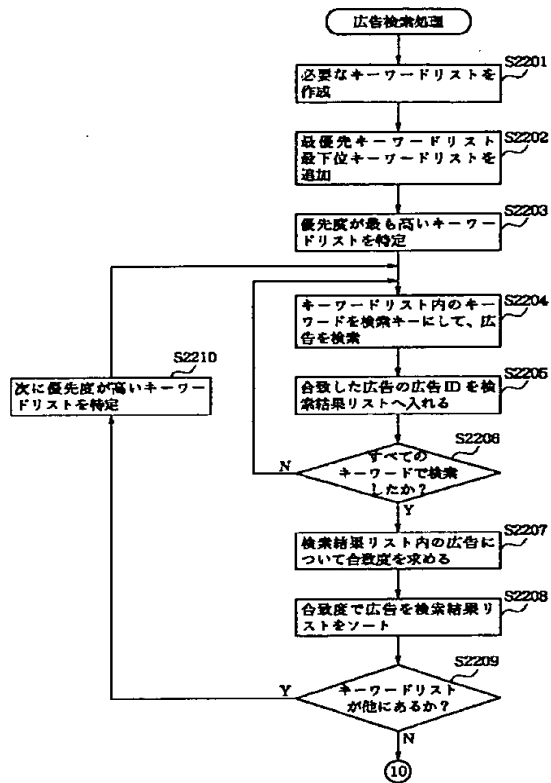 広告検索処理
S2201
必要なキーワードリストを
作成
S2202
最優先キーワードリスト
最下位キーワードリストを
追加
S2203
優先度が最も高いキーワー
ドリストを特定
S2204
キーワードリスト内のキー
ワードを検索キーにして、広
告を検索
S2210
次に優先度が高いキーワー
ドリストを特定
S2205
合致した広告の広告IDを検
索結果リストへ入れる
S2206
すべての
キーワードで検索
したか？
N
Y
S2207
検索結果リスト内の広告に
ついて合致度を求める
S2208
合致度で広告を検索結果リ
ストをソート
S2209
キーワードリスト
が他にあるか？
Y
N
10